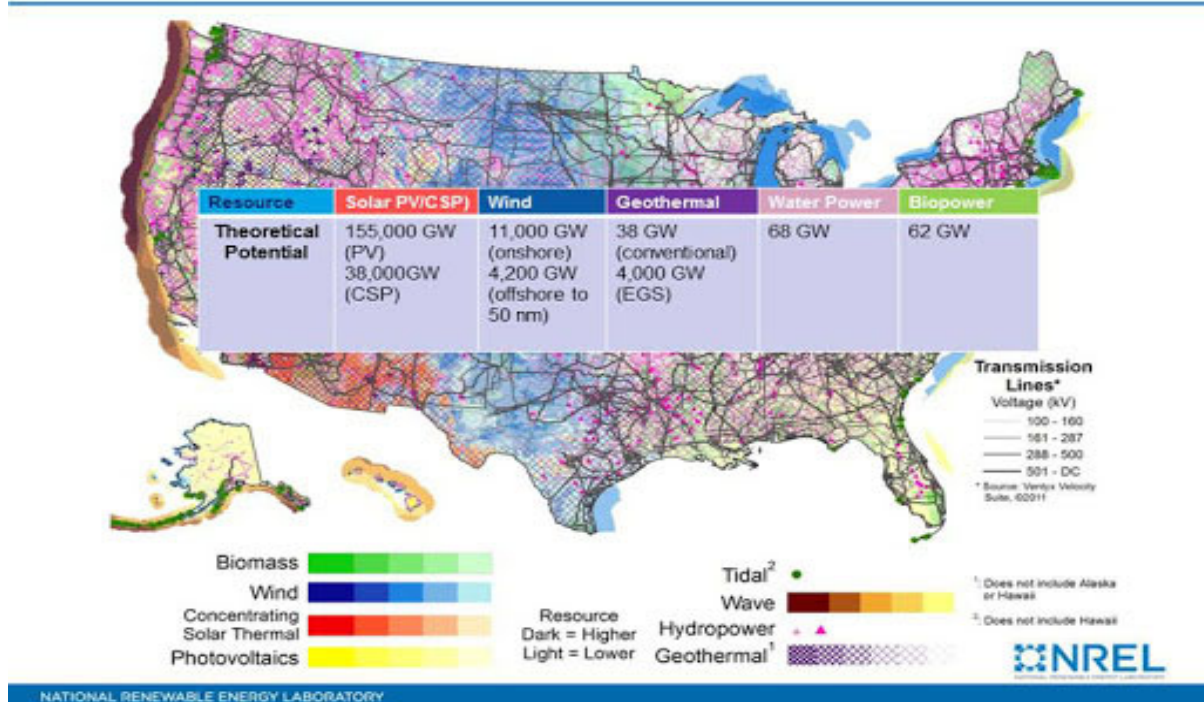 Resource Solar PV/CSP) Wind Geothermal Water Power Biopower
Theoretical Potential
155,000 GW
(PV)
38,000GW
(CSP)
11,000 GW
(onshore)
4,200 GW
(offshore to
50 nm)
38 GW
(conventional)
4,000 GW
(EGS)
68 GW
62 GW
Transmission
Lines*
Voltage (kV)
100 - 160
161 - 287
288 - 500
501 - DC
* Source: Ventyx Velocity
Suite, ©2011
Biomass
Wind
Concentrating
Solar Thermal
Photovoltaics
Resource
Dark = Higher
Light = Lower
Tidal2
Wave
Hydropower
Geothermal1
1: Does not include Alaska
or Hawaii
2: Does not include Hawaii
NREL
NATIONAL RENEWABLE ENERGY LABORATORY
NATIONAL RENEWABLE ENERGY LABORATORY